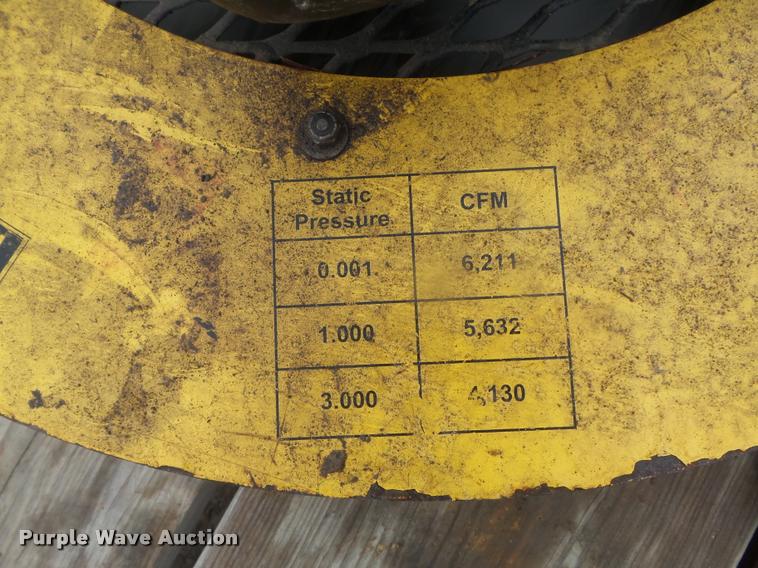 Static
Pressure
CFM
0.001
6,211
1.000
5,632
3.000
4,130
Purple Wave Auction